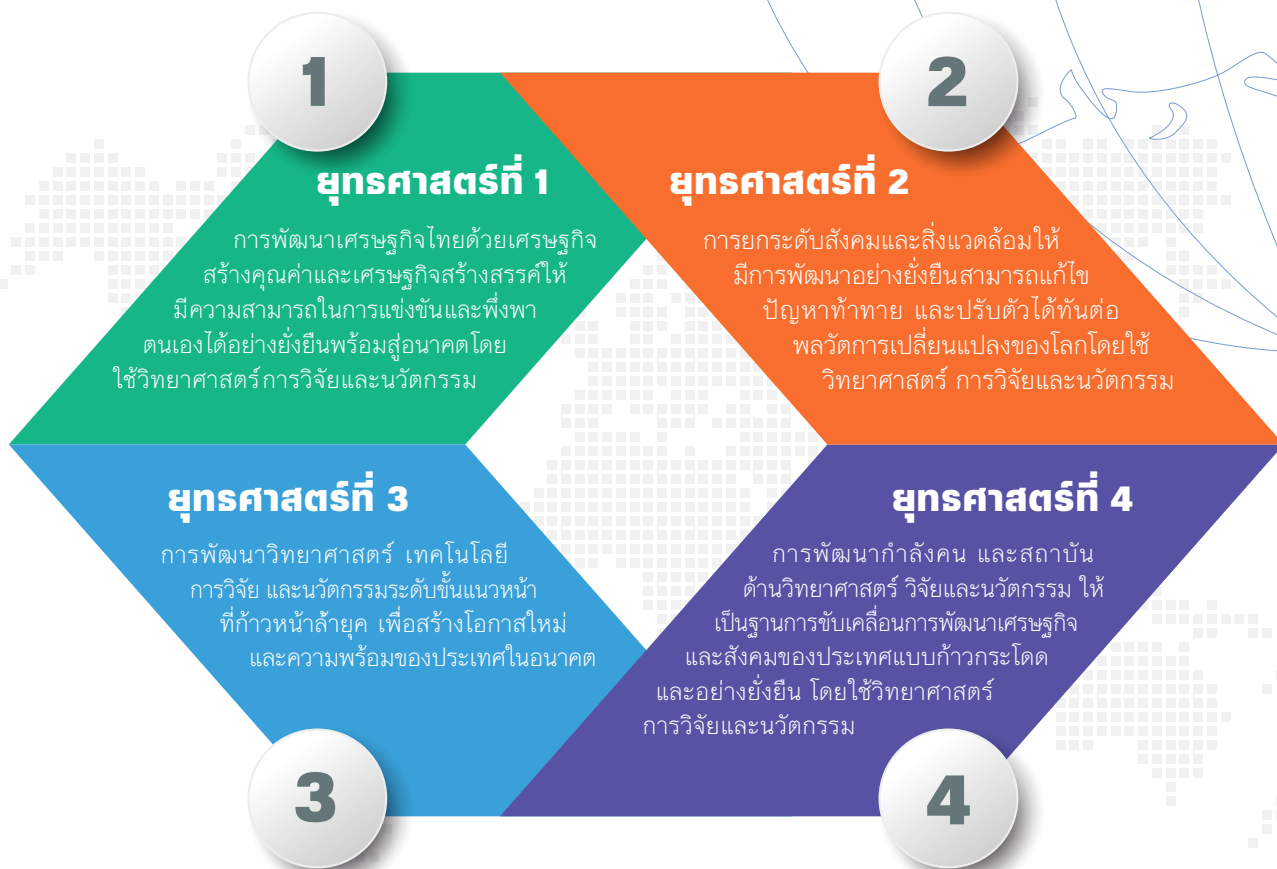 1
ยุทธศาสตร์ที่ 1
การพัฒนาเศรษฐกิจไทยด้วยเศรษฐกิจ
สร้างคุณค่าและเศรษฐกิจสร้างสรรค์ให้
มีความสามารถในการแข่งขันและพึ่งพา
ตนเองได้อย่างยั่งยืนพร้อมสู่อนาคตโดย
ใช้วิทยาศาสตร์ การวิจัยและนวัตกรรม
2
ยุทธศาสตร์ที่ 2
การยกระดับสังคมและสิ่งแวดล้อมให้
มีการพัฒนาอย่างยั่งยืนสามารถแก้ไข
ปัญหาท้าทาย และปรับตัวได้ทันต่อ
พลวัตการเปลี่ยนแปลงของโลกโดยใช้
วิทยาศาสตร์ การวิจัยและนวัตกรรม
ยุทธศาสตร์ที่ 3
การพัฒนาวิทยาศาสตร์ เทคโนโลยี
การวิจัย และนวัตกรรมระดับขั้นแนวหน้า
ที่ก้าวหน้าล้ำยุค เพื่อสร้างโอกาสใหม่
และความพร้อมของประเทศในอนาคต
3
ยุทธศาสตร์ที่ 4
การพัฒนากำลังคน และสถาบัน
ด้านวิทยาศาสตร์ วิจัยและนวัตกรรม ให้
เป็นฐานการขับเคลื่อนการพัฒนาเศรษฐกิจ
และสังคมของประเทศแบบก้าวกระโดด
และอย่างยั่งยืน โดยใช้วิทยาศาสตร์
การวิจัยและนวัตกรรม
4